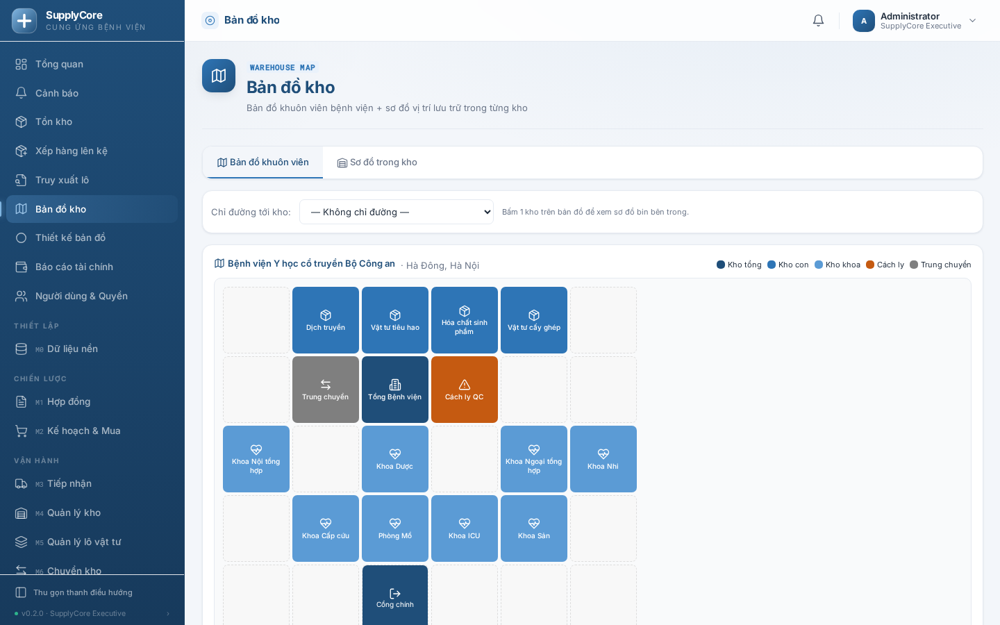 SupplyCore
CUNG ỨNG BỆNH VIỆN
Tổng quan
Cảnh báo
Tồn kho
Xếp hàng lên kệ
Truy xuất lô
Bản đồ kho
Thiết kế bản đồ
Báo cáo tài chính
Người dùng & Quyền
THIẾT LẬP
M0 Dữ liệu nền
CHIẾN LƯỢC
M1 Hợp đồng
M2 Kế hoạch & Mua
VẬN HÀNH
M3 Tiếp nhận
M4 Quản lý kho
M5 Quản lý lô vật tư
M6 Chuyển kho
Thu gọn thanh điều hướng
v0.2.0 · SupplyCore Executive
Bản đồ kho
A
Administrator
SupplyCore Executive
WAREHOUSE MAP
Bản đồ kho
Bản đồ khuôn viên bệnh viện + sơ đồ vị trí lưu trữ trong từng kho
Bản đồ khuôn viên
Sơ đồ trong kho
Chỉ đường tới kho:
— Không chỉ đường —
Bấm 1 kho trên bản đồ để xem sơ đồ bin bên trong.
Bệnh viện Y học cổ truyền Bộ Công an · Hà Đông, Hà Nội
Kho tổng
Kho con
Kho khoa
Cách ly
Trung chuyển
Dịch truyền
Vật tư tiêu hao
Hóa chất sinh
phẩm
Vật tư cấy ghép
Trung chuyển
Tổng Bệnh viện
Cách ly QC
Khoa Nội tổng
hợp
Khoa Dược
Khoa Ngoại tổng
hợp
Khoa Nhi
Khoa Cấp cứu
Phòng Mổ
Khoa ICU
Khoa Sản
Cổng chính